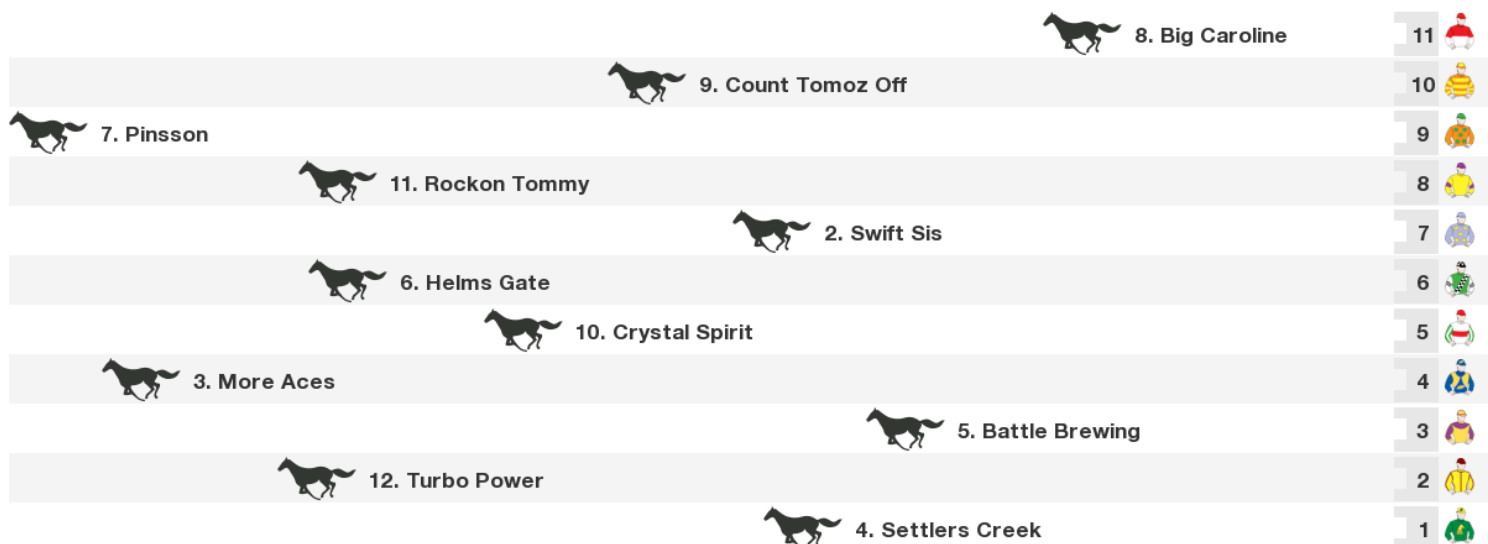 8. Big Caroline 11
9. Count Tomoz Off 10
7. Pinsson 9
11. Rockon Tommy 8
2. Swift Sis 7
6. Helms Gate 6
10. Crystal Spirit 5
3. More Aces 4
5. Battle Brewing 3
12. Turbo Power 2
4. Settlers Creek 1